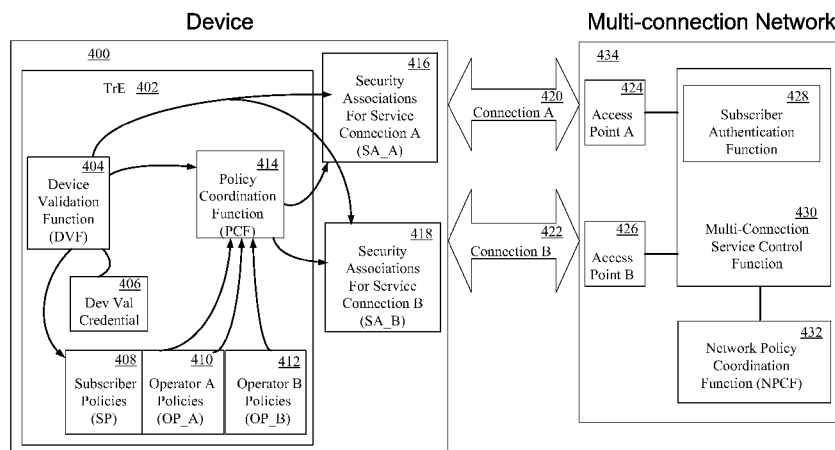 Device
Multi-connection Network
400
TrE 402
416
Security
Associations
For Service
Connection A
(SA_A)
404
Device
Validation
Function
(DVF)
414
Policy
Coordination
Function
(PCF)
406
Dev Val
Credential
418
Security
Associations
For Service
Connection B
(SA_B)
408
Subscriber
Policies
(SP)
410
Operator A
Policies
(OP_A)
412
Operator B
Policies
(OP_B)
420
Connection A
422
Connection B
434
424
Access
Point A
428
Subscriber
Authentication
Function
426
Access
Point B
430
Multi-Connection
Service Control
Function
432
Network Policy
Coordination
Function (NPCF)